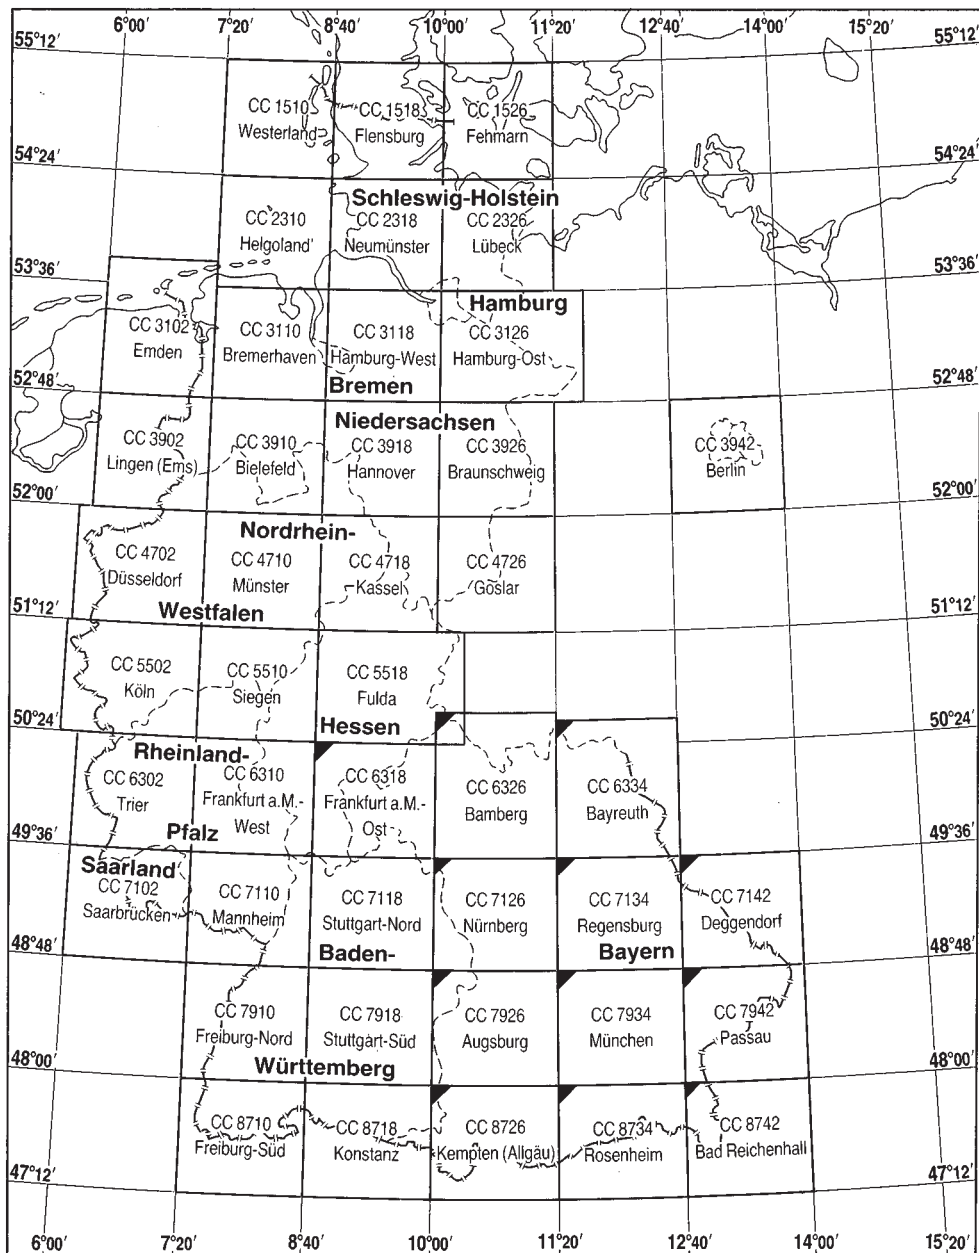 6°00′ 7°20′ 8°40′ 10°00′ 11°20′ 12°40′ 14°00′ 15°20′
55°12′ 55°12′
CC 1510 CC 1518 CC 1526
Westerland Flensburg Fehmarn
54°24′ 54°24′
Schleswig-Holstein
CC 2310 CC 2318 CC 2326
Helgoland Neumünster Lübeck
53°36′ 53°36′
Hamburg
CC 3102 CC 3110 CC 3118 CC 3126
Emden Bremerhaven Hamburg-West Hamburg-Ost
52°48′ Bremen 52°48′
Niedersachsen
CC 3902 CC 3910 CC 3918 CC 3926 CC 3942
Lingen (Ems) Bielefeld Hannover Braunschweig Berlin
52°00′ 52°00′
Nordrhein-
CC 4702 CC 4710 CC 4718 CC 4726
Düsseldorf Münster Kassel Goslar
51°12′ Westfalen 51°12′
CC 5502 CC 5510 CC 5518
Köln Siegen Fulda
50°24′ Hessen 50°24′
Rheinland-
CC 6302 CC 6310 CC 6318 CC 6326 CC 6334
Trier Frankfurt a.M.- Frankfurt a.M.- Bamberg Bayreuth
West Ost
49°36′ Pfalz 49°36′
Saarland
CC 7102 CC 7110 CC 7118 CC 7126 CC 7134 CC 7142
Saarbrücken Mannheim Stuttgart-Nord Nürnberg Regensburg Deggendorf
48°48′ Baden- Bayern 48°48′
CC 7910 CC 7918 CC 7926 CC 7934 CC 7942
Freiburg-Nord Stuttgart-Süd Augsburg München Passau
48°00′ Württemberg 48°00′
CC 8710 CC 8718 CC 8726 CC 8734 CC 8742
Freiburg-Süd Konstanz Kempten (Allgäu) Rosenheim Bad Reichenhall
47°12′ 47°12′
6°00′ 7°20′ 8°40′ 10°00′ 11°20′ 12°40′ 14°00′ 15°20′